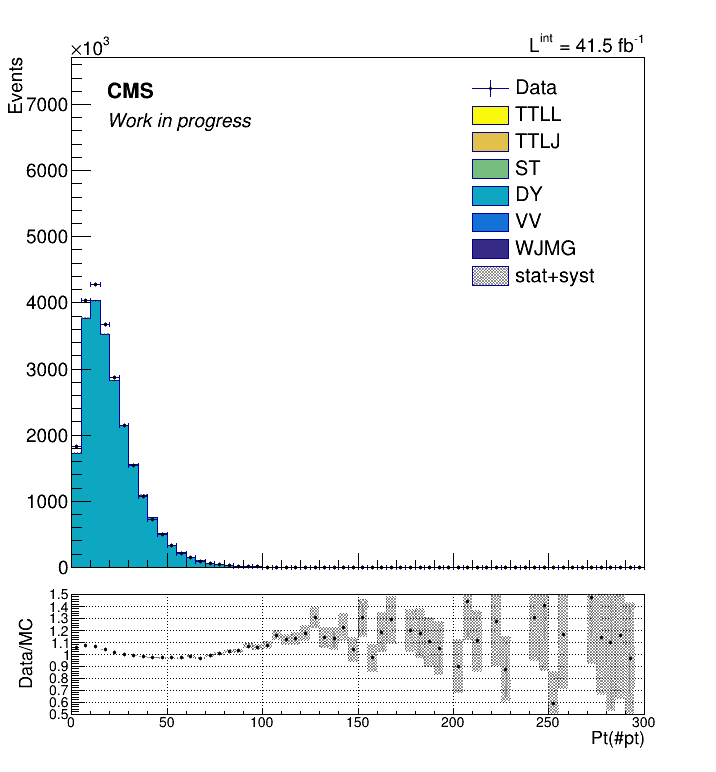 ×10³
L^int = 41.5 fb⁻¹
Events
CMS
Work in progress
Data
TTLL
TTLJ
ST
DY
VV
WJMG
stat+syst
7000
6000
5000
4000
3000
2000
1000
0
Data/MC
1.5
1.4
1.3
1.2
1.1
1
0.9
0.8
0.7
0.6
0.5
0 50 100 150 200 250 300
Pt(#pt)